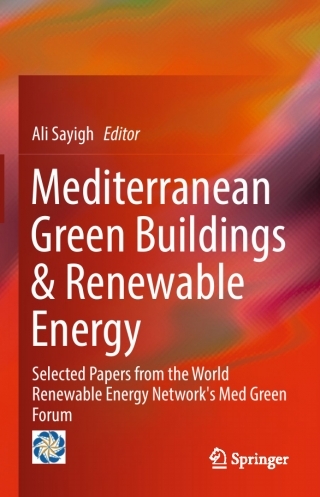 Ali Sayigh Editor
Mediterranean
Green Buildings
& Renewable
Energy
Selected Papers from the World
Renewable Energy Network's Med Green
Forum
Springer